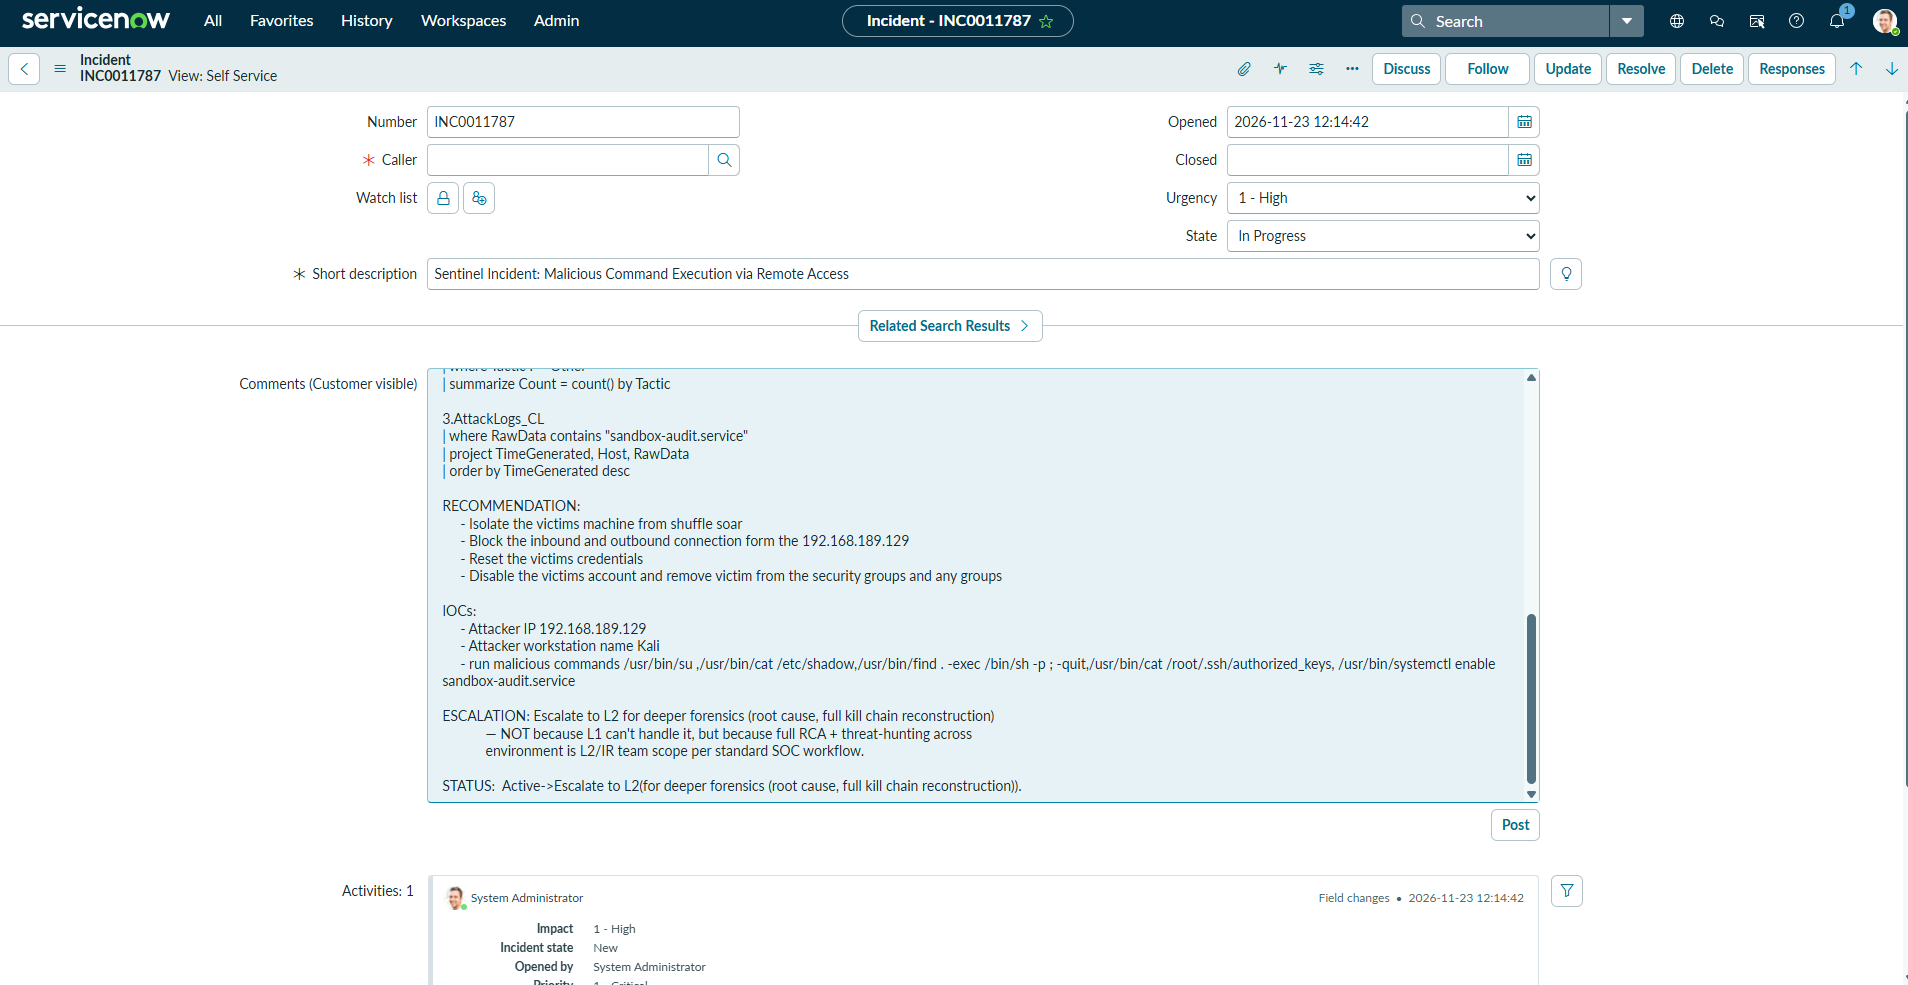 servicenow
All Favorites History Workspaces Admin
Incident - INC0011787
Search
1
Incident
INC0011787 View: Self Service
Discuss Follow Update Resolve Delete Responses
Number INC0011787
Opened 2026-11-23 12:14:42
* Caller
Closed
Watch list
Urgency 1 - High
State In Progress
* Short description Sentinel Incident: Malicious Command Execution via Remote Access
Related Search Results
Comments (Customer visible)
| summarize Count = count() by Tactic
3.AttackLogs_CL
| where RawData contains "sandbox-audit.service"
| project TimeGenerated, Host, RawData
| order by TimeGenerated desc
RECOMMENDATION:
- Isolate the victims machine from shuffle soar
- Block the inbound and outbound connection form the 192.168.189.129
- Reset the victims credentials
- Disable the victims account and remove victim from the security groups and any groups
IOCs:
- Attacker IP 192.168.189.129
- Attacker workstation name Kali
- run malicious commands /usr/bin/su ,/usr/bin/cat /etc/shadow,/usr/bin/find . -exec /bin/sh -p ; -quit,/usr/bin/cat /root/.ssh/authorized_keys, /usr/bin/systemctl enable
sandbox-audit.service
ESCALATION: Escalate to L2 for deeper forensics (root cause, full kill chain reconstruction)
— NOT because L1 can't handle it, but because full RCA + threat-hunting across
environment is L2/IR team scope per standard SOC workflow.
STATUS: Active->Escalate to L2(for deeper forensics (root cause, full kill chain reconstruction)).
Post
Activities: 1
System Administrator
Field changes • 2026-11-23 12:14:42
Impact 1 - High
Incident state New
Opened by System Administrator
Priority 1 - Critical